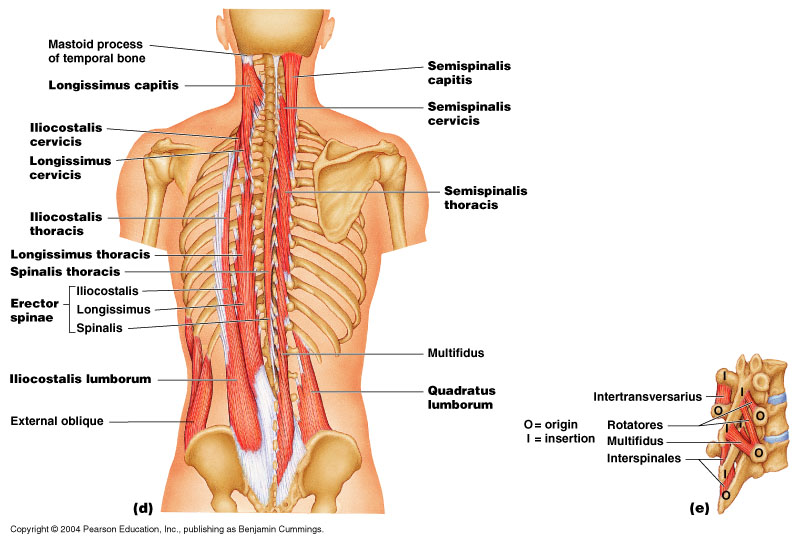 Mastoid process
of temporal bone
Longissimus capitis
Iliocostalis
cervicis
Longissimus
cervicis
Iliocostalis
thoracis
Longissimus thoracis
Spinalis thoracis
Erector
spinae
Iliocostalis
Longissimus
Spinalis
Iliocostalis lumborum
External oblique
Semispinalis
capitis
Semispinalis
cervicis
Semispinalis
thoracis
Multifidus
Quadratus
lumborum
(d)
O = origin
I = insertion
Intertransversarius
Rotatores
Multifidus
Interspinales
I
I
O
O
I
O
I
O
(e)
Copyright © 2004 Pearson Education, Inc., publishing as Benjamin Cummings.